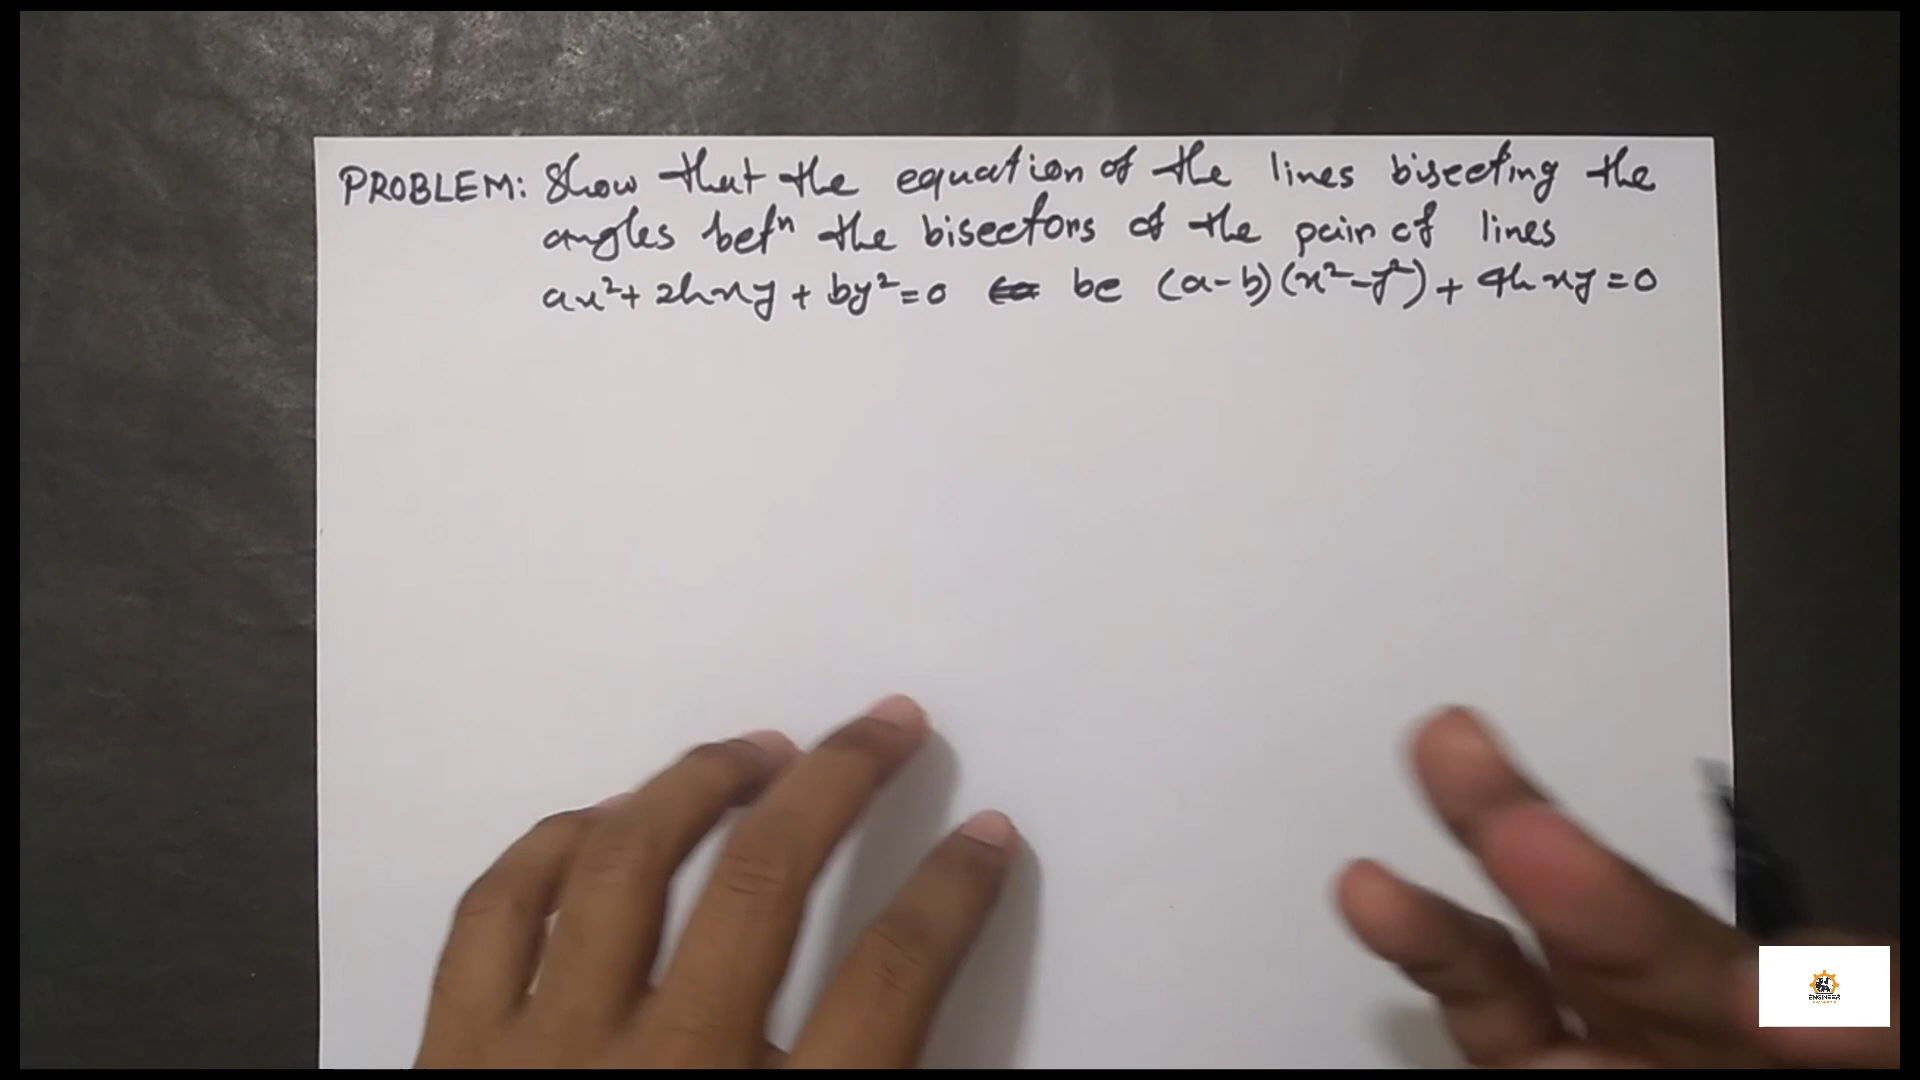 PROBLEM: Show that the equation of the lines bisecting the
angles betⁿ the bisectors of the pair of lines
ax²+2hxy+by²=0 be (a-b)(x²-y²)+4hxy=0
ENGINEER